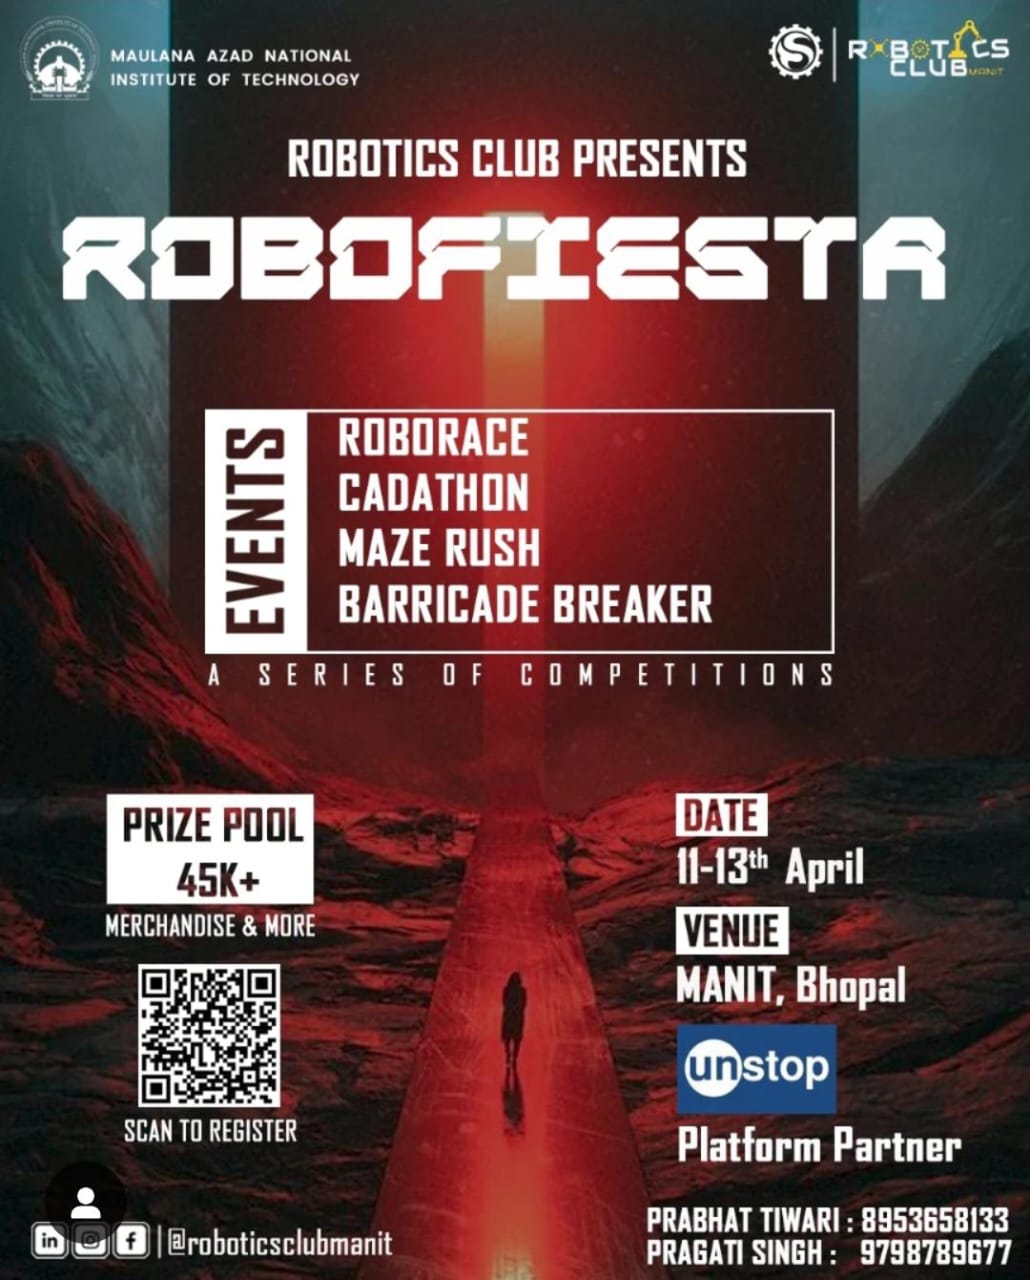 MAULANA AZAD NATIONAL
INSTITUTE OF TECHNOLOGY
S
ROBOTICS
CLUB MANIT
ROBOTICS CLUB PRESENTS
ROBOFIESTA
EVENTS
ROBORACE
CADATHON
MAZE RUSH
BARRICADE BREAKER
A SERIES OF COMPETITIONS
PRIZE POOL
45K+
MERCHANDISE & MORE
SCAN TO REGISTER
DATE
11-13th April
VENUE
MANIT, Bhopal
unstop
Platform Partner
in f | @roboticsclubmanit
PRABHAT TIWARI : 8953658133
PRAGATI SINGH : 9798789677